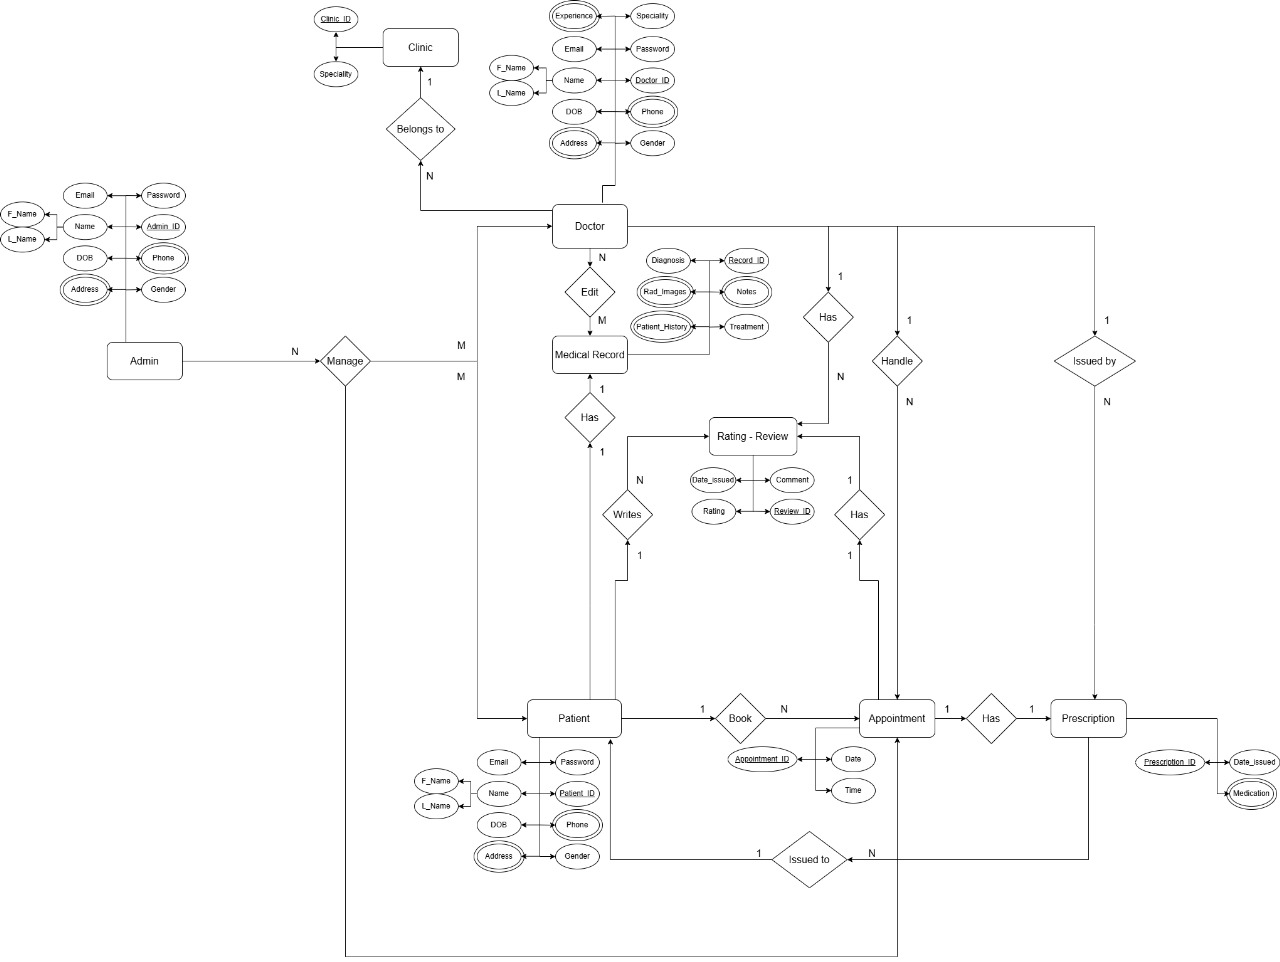 Clinic_ID
Clinic
Speciality
1
Belongs to
N
Experience
Speciality
Email
Password
F_Name
Name
Doctor_ID
L_Name
DOB
Phone
Address
Gender
Email
Password
F_Name
Name
Admin_ID
L_Name
DOB
Phone
Address
Gender
Admin
N
Manage
M
M
Doctor
N
Edit
M
Medical Record
Diagnosis
Record_ID
Rad_Images
Notes
Patient_History
Treatment
1
Has
1
1
Has
N
1
Handle
N
1
Issued by
N
Rating - Review
Date_issued
Comment
Rating
Review_ID
N
Writes
1
1
Has
1
Patient
1
Book
N
Appointment
1
Has
1
Prescription
Email
Password
F_Name
Name
Patient_ID
L_Name
DOB
Phone
Address
Gender
Appointment_ID
Date
Time
Prescription_ID
Date_issued
Medication
1
Issued to
N